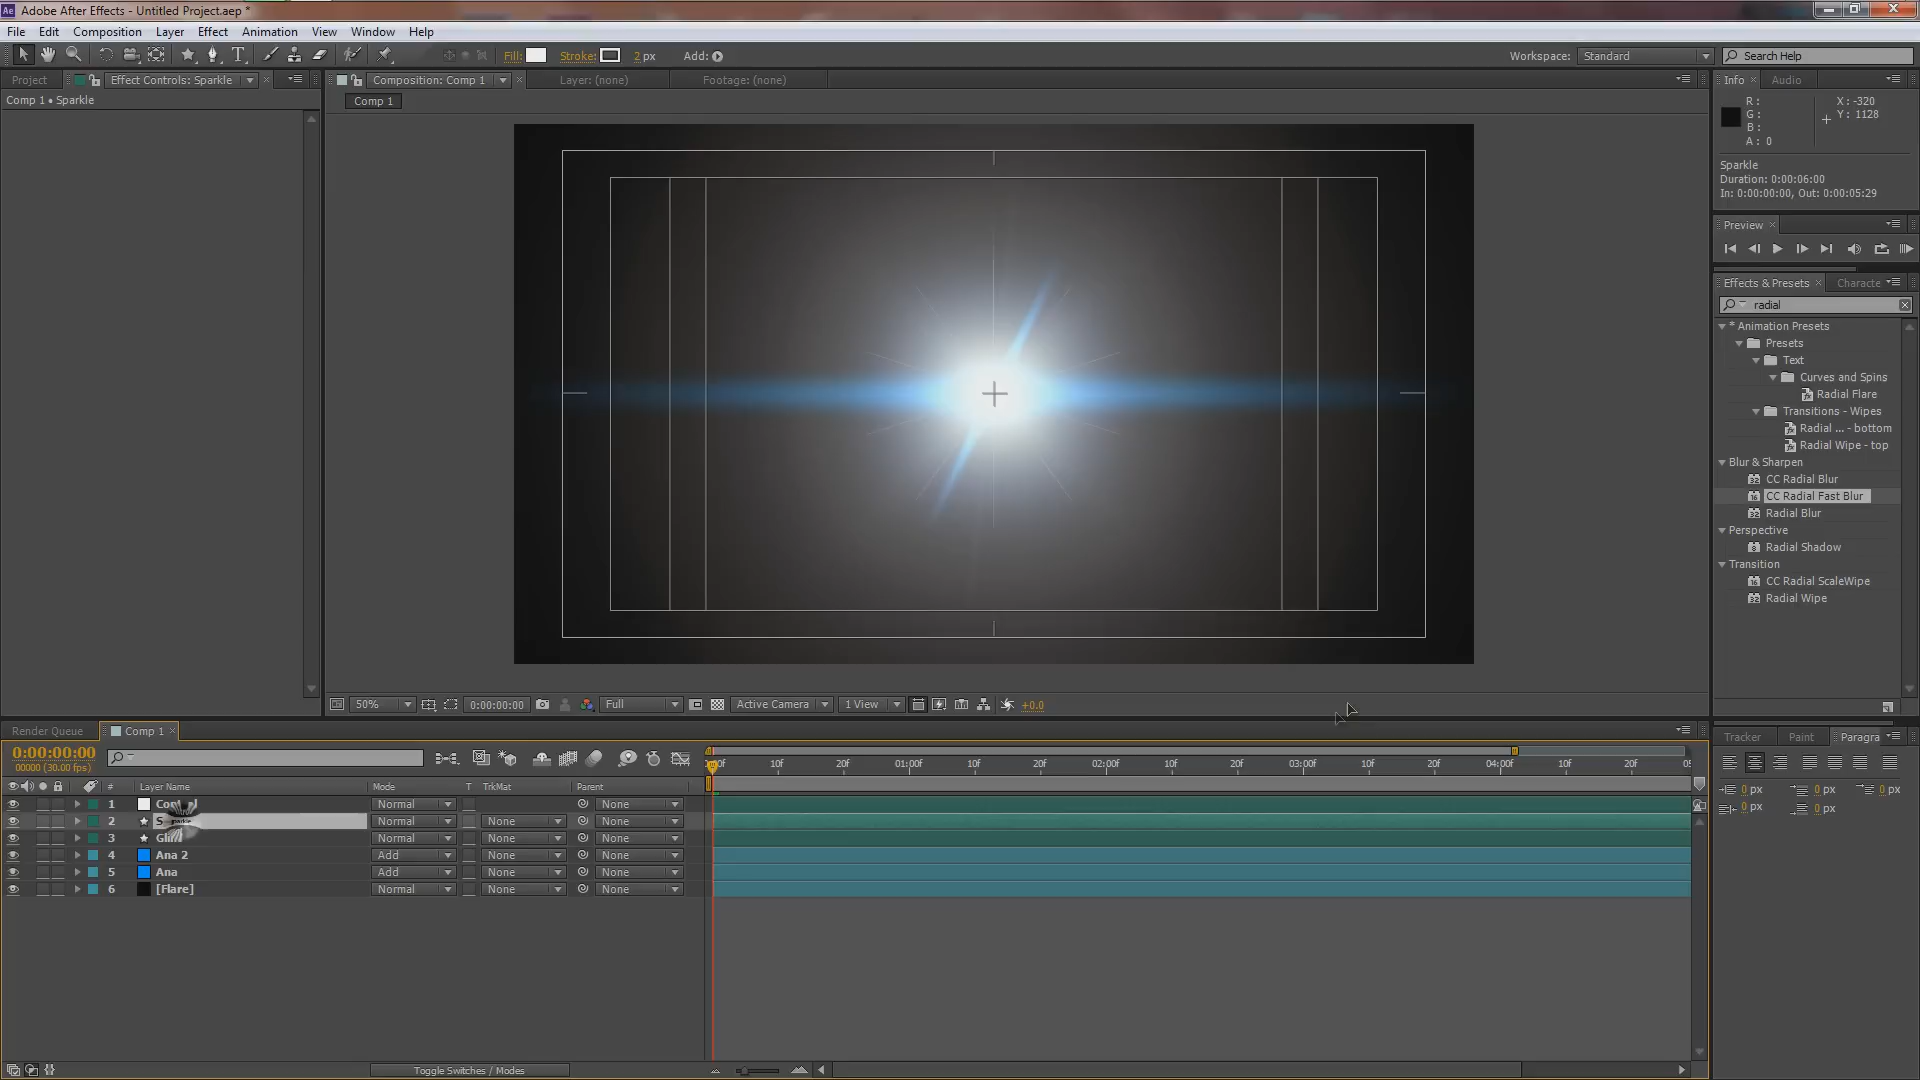 Adobe After Effects - Untitled Project.aep *
File Edit Composition Layer Effect Animation View Window Help
Fill: Stroke: 2 px Add: Workspace: Standard Search Help
Project Effect Controls: Sparkle Composition: Comp 1 Layer: (none) Footage: (none) Info Audio
Comp 1 • Sparkle
Comp 1
R : X : -320
G : Y : 1128
B :
A : 0
Sparkle
Duration: 0:00:06:00
In: 0:00:00:00, Out: 0:00:05:29
Preview
Effects & Presets Characte
radial
* Animation Presets
Presets
Text
Curves and Spins
Radial Flare
Transitions - Wipes
Radial ... - bottom
Radial Wipe - top
Blur & Sharpen
CC Radial Blur
CC Radial Fast Blur
Radial Blur
Perspective
Radial Shadow
Transition
CC Radial ScaleWipe
Radial Wipe
50% 0:00:00:00 Full Active Camera 1 View +0.0
Render Queue Comp 1 Tracker Paint Paragra
0:00:00:00
00000 (30.00 fps)
10f 20f 01:00f 10f 20f 02:00f 10f 20f 03:00f 10f 20f 04:00f 10f 20f
# Layer Name Mode T TrkMat Parent
1 Normal None
2 Normal None None
3 Normal None None
4 Ana 2 Add None None
5 Ana Add None None
6 [Flare] Normal None None
0 px 0 px 0 px
0 px 0 px
Toggle Switches / Modes